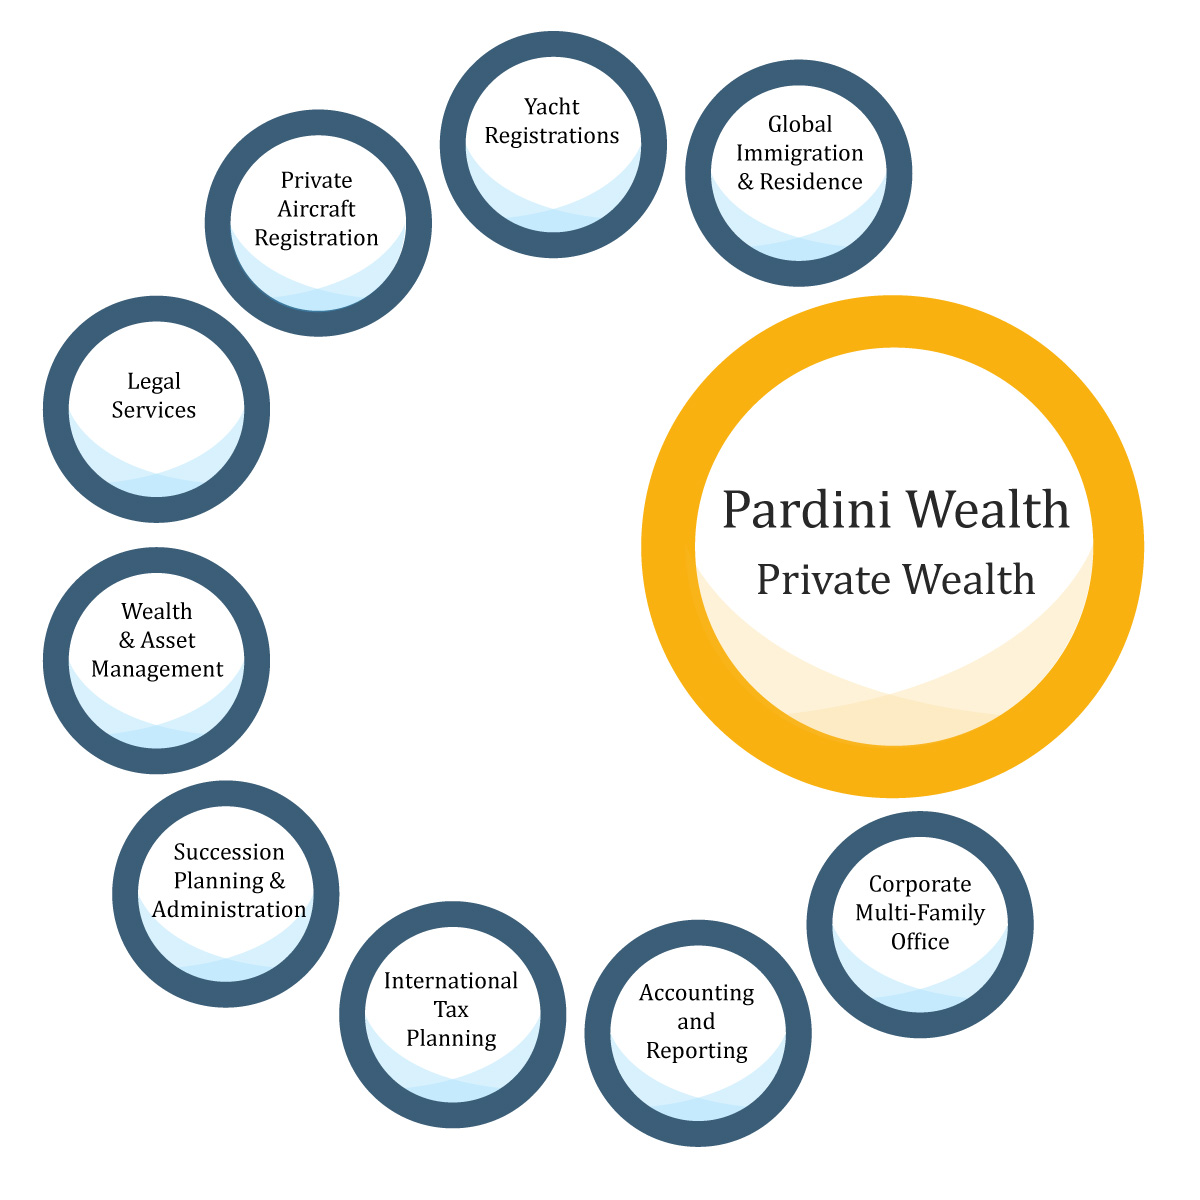 Yacht
Registrations
Global
Immigration
& Residence
Private
Aircraft
Registration
Legal
Services
Pardini Wealth
Private Wealth
Wealth
& Asset
Management
Succession
Planning &
Administration
International
Tax
Planning
Accounting
and
Reporting
Corporate
Multi-Family
Office